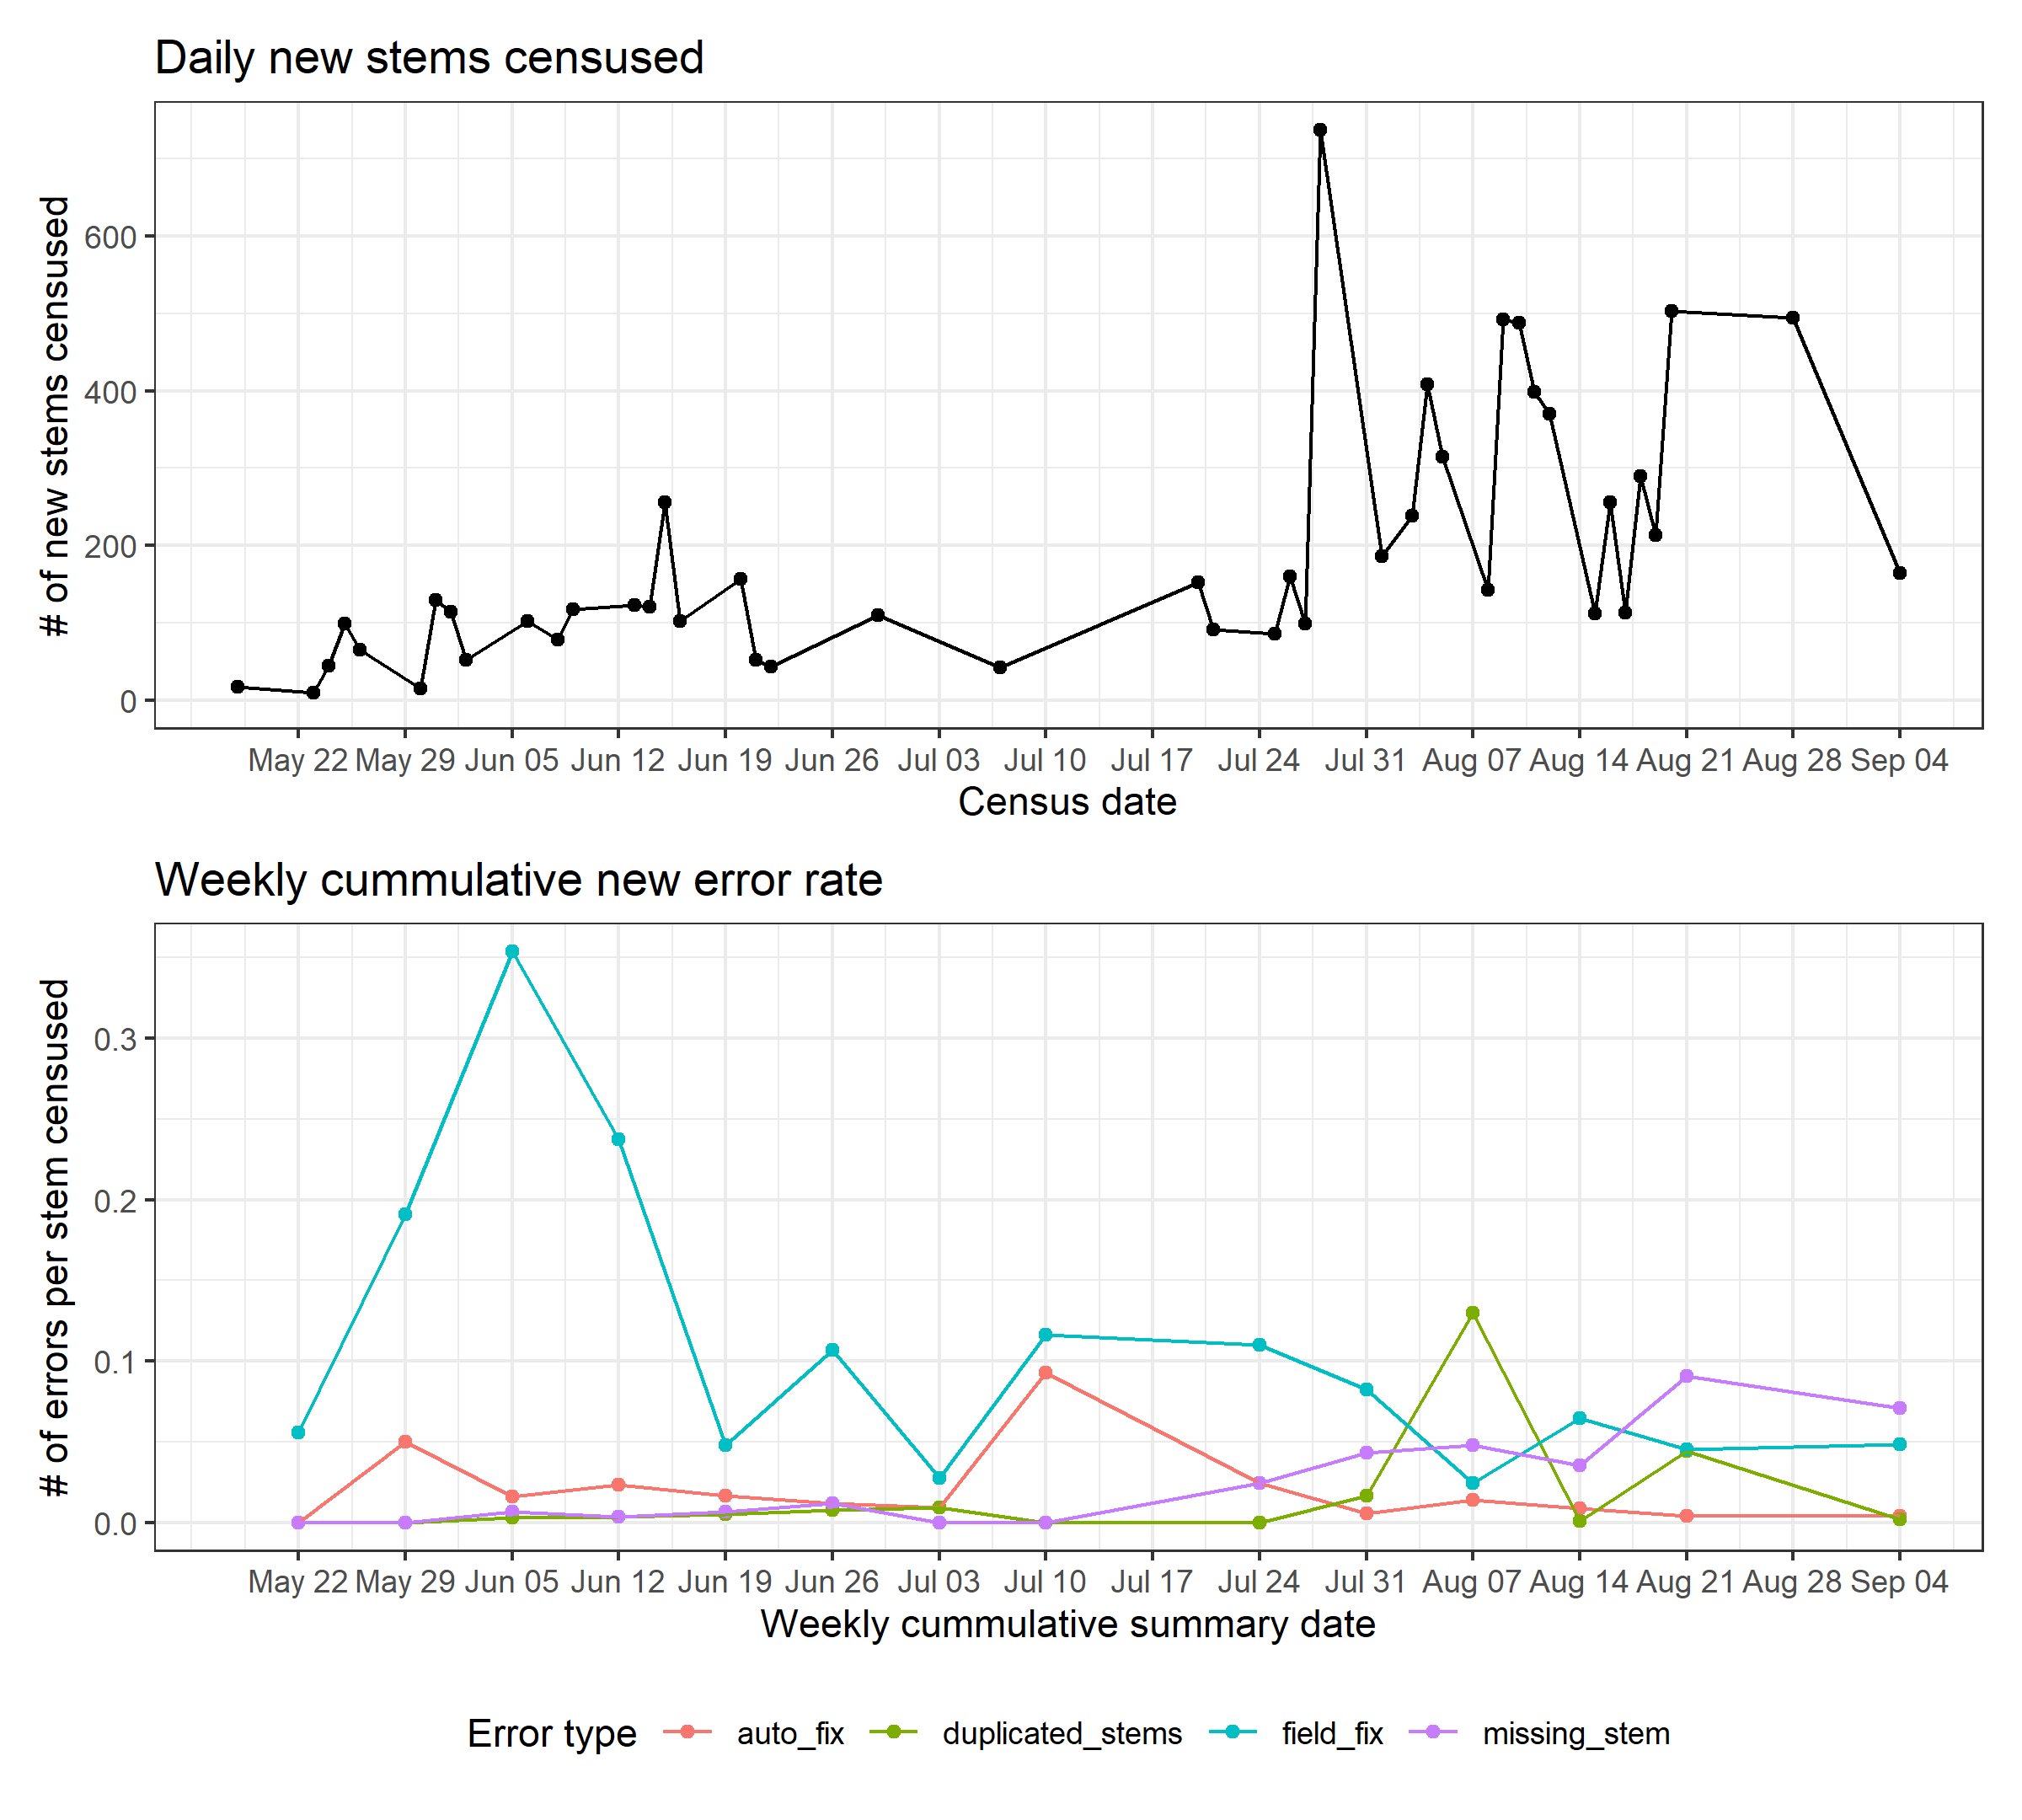 Daily new stems censused
# of new stems censused
600
400
200
0
May 22 May 29 Jun 05 Jun 12 Jun 19 Jun 26 Jul 03 Jul 10 Jul 17 Jul 24 Jul 31 Aug 07 Aug 14 Aug 21 Aug 28 Sep 04
Census date
Weekly cummulative new error rate
# of errors per stem censused
0.3
0.2
0.1
0.0
May 22 May 29 Jun 05 Jun 12 Jun 19 Jun 26 Jul 03 Jul 10 Jul 17 Jul 24 Jul 31 Aug 07 Aug 14 Aug 21 Aug 28 Sep 04
Weekly cummulative summary date
Error type auto_fix duplicated_stems field_fix missing_stem